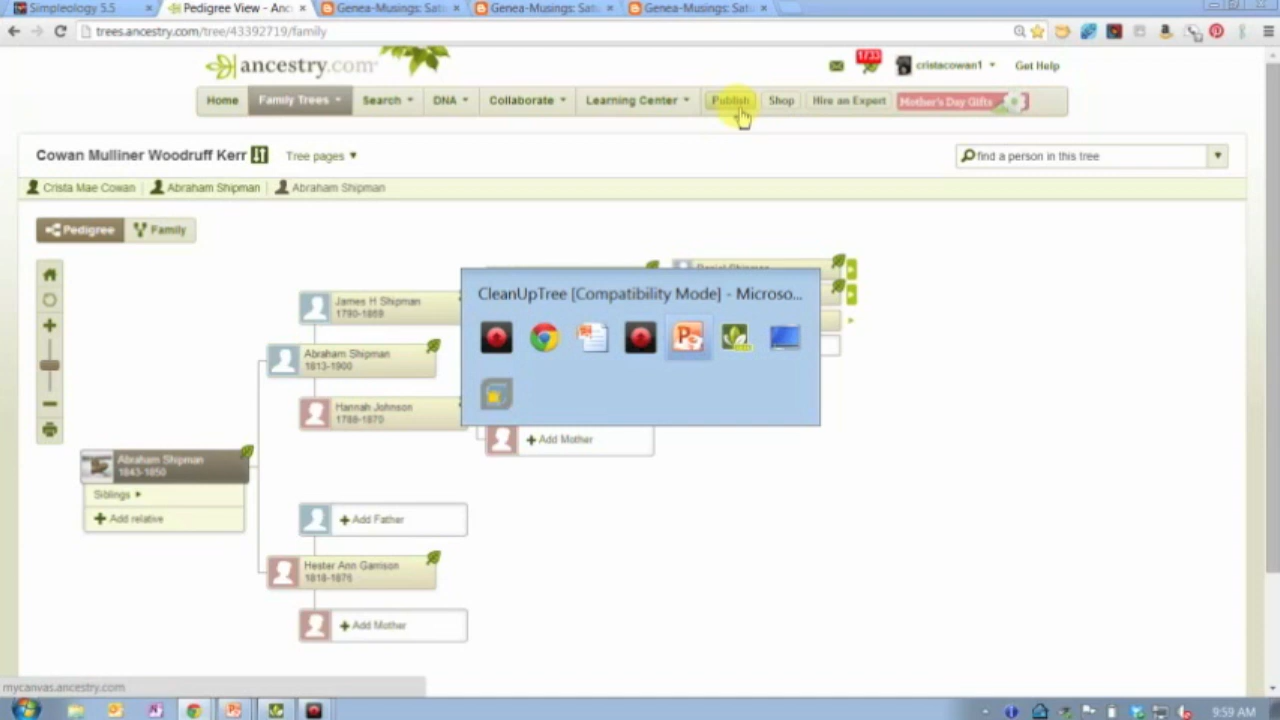 Simpleology 5.5
Pedigree View - Ances
Genea-Musings: Sat
Genea-Musings: Sat
Genea-Musings: Sat
trees.ancestry.com/tree/43392719/family
ancestry.com
1733
cristacowan1
Get Help
Home
Family Trees
Search
DNA
Collaborate
Learning Center
Publish
Shop
Hire an Expert
Mother's Day Gifts
Cowan Mulliner Woodruff Kerr
Tree pages
find a person in this tree
Crista Mae Cowan
Abraham Shipman
Abraham Shipman
Pedigree
Family
CleanUpTree [Compatibility Mode] - Microso...
James H Shipman
1790-1869
Abraham Shipman
1813-1900
Hannah Johnson
1788-1870
Add Mother
Abraham Shipman
1843-1850
Siblings
Add relative
Add Father
Hester Ann Garrison
1818-1876
Add Mother
mycanvas.ancestry.com
9:59 AM